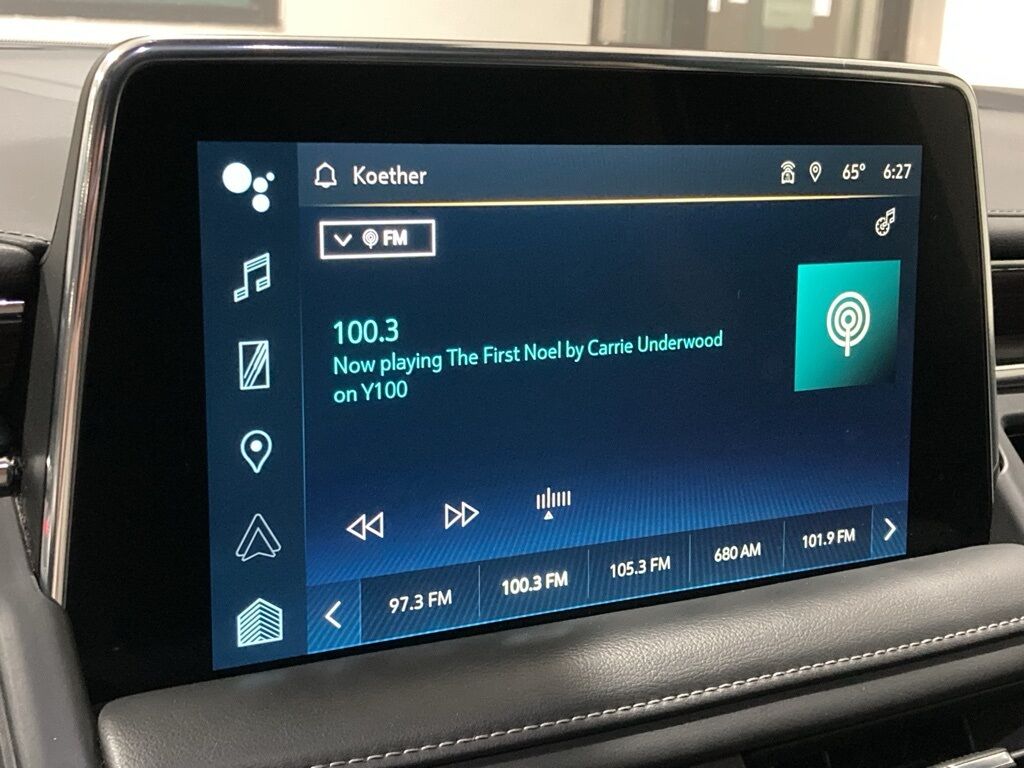 Koether
65° 6:27
FM
100.3
Now playing The First Noel by Carrie Underwood
on Y100
97.3 FM 100.3 FM 105.3 FM 680 AM 101.9 FM